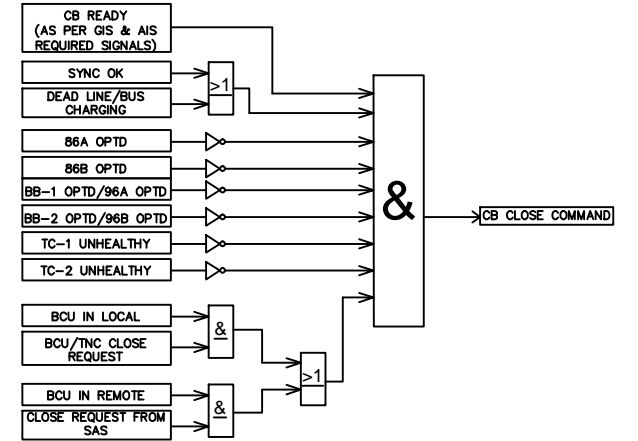 CB READY
(AS PER GIS & AIS
REQUIRED SIGNALS)
SYNC OK
>1
DEAD LINE/BUS
CHARGING
86A OPTD
86B OPTD
BB-1 OPTD/96A OPTD
BB-2 OPTD/96B OPTD
TC-1 UNHEALTHY
TC-2 UNHEALTHY
&
CB CLOSE COMMAND
BCU IN LOCAL
&
BCU/TNC CLOSE
REQUEST
>1
BCU IN REMOTE
&
CLOSE REQUEST FROM
SAS